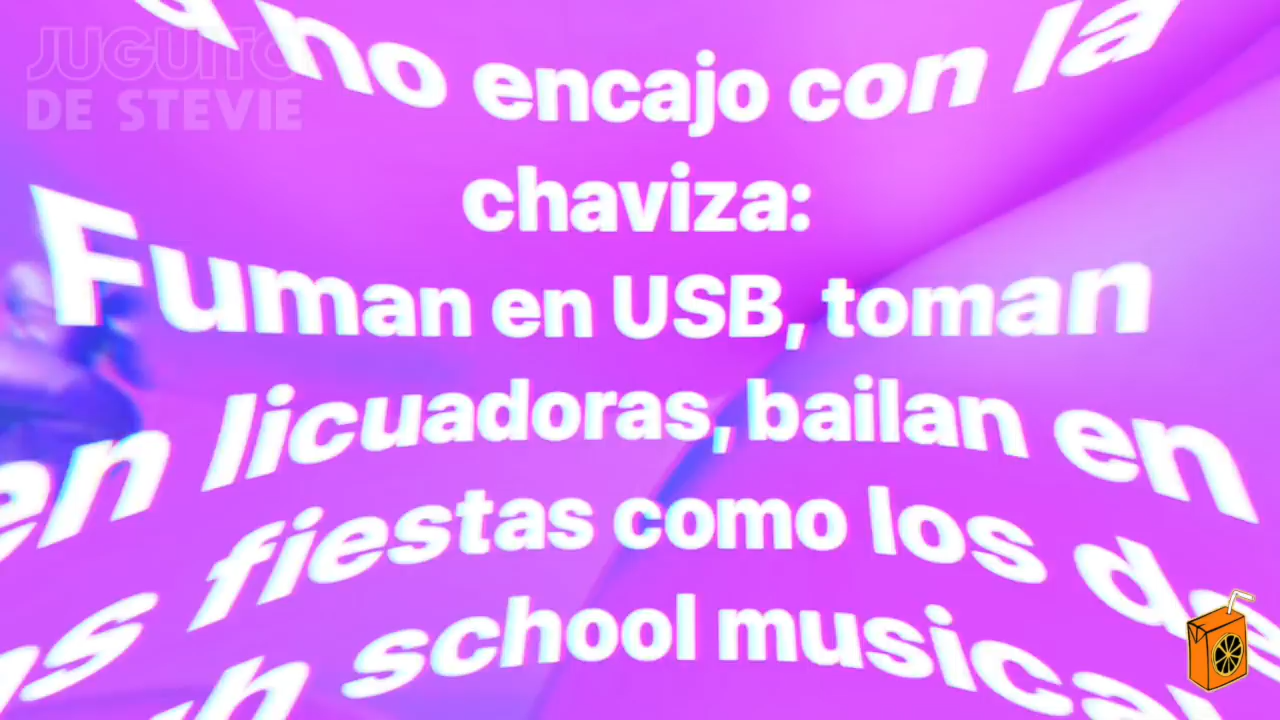 JUGUITO
DE STEVIE
no encajo con la
chaviza:
Fuman en USB, toman
en licuadoras, bailan en
fiestas como los de
school musical